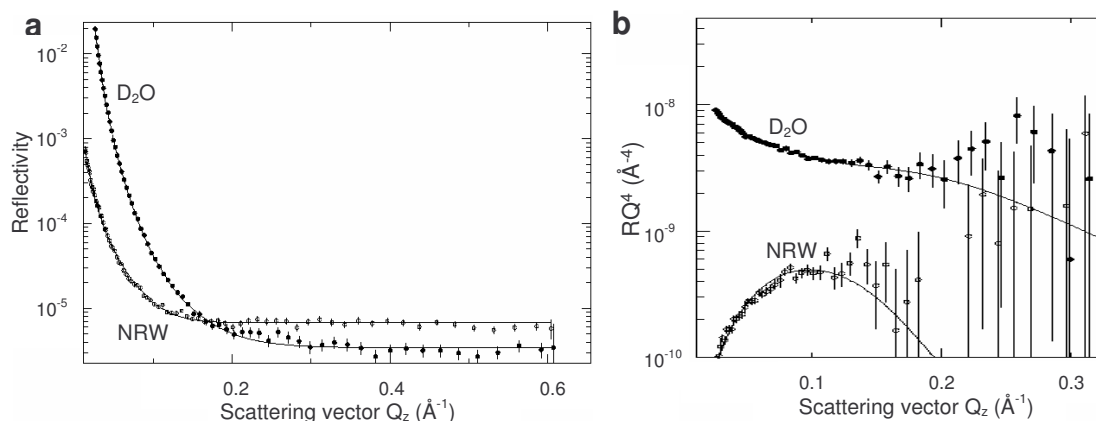 a
10⁻²
10⁻³
10⁻⁴
10⁻⁵
Reflectivity
D₂O
NRW
0.2
0.4
0.6
Scattering vector Q_z (Å⁻¹)
b
10⁻⁸
10⁻⁹
10⁻¹⁰
RQ⁴ (Å⁻⁴)
D₂O
NRW
0.1
0.2
0.3
Scattering vector Q_z (Å⁻¹)